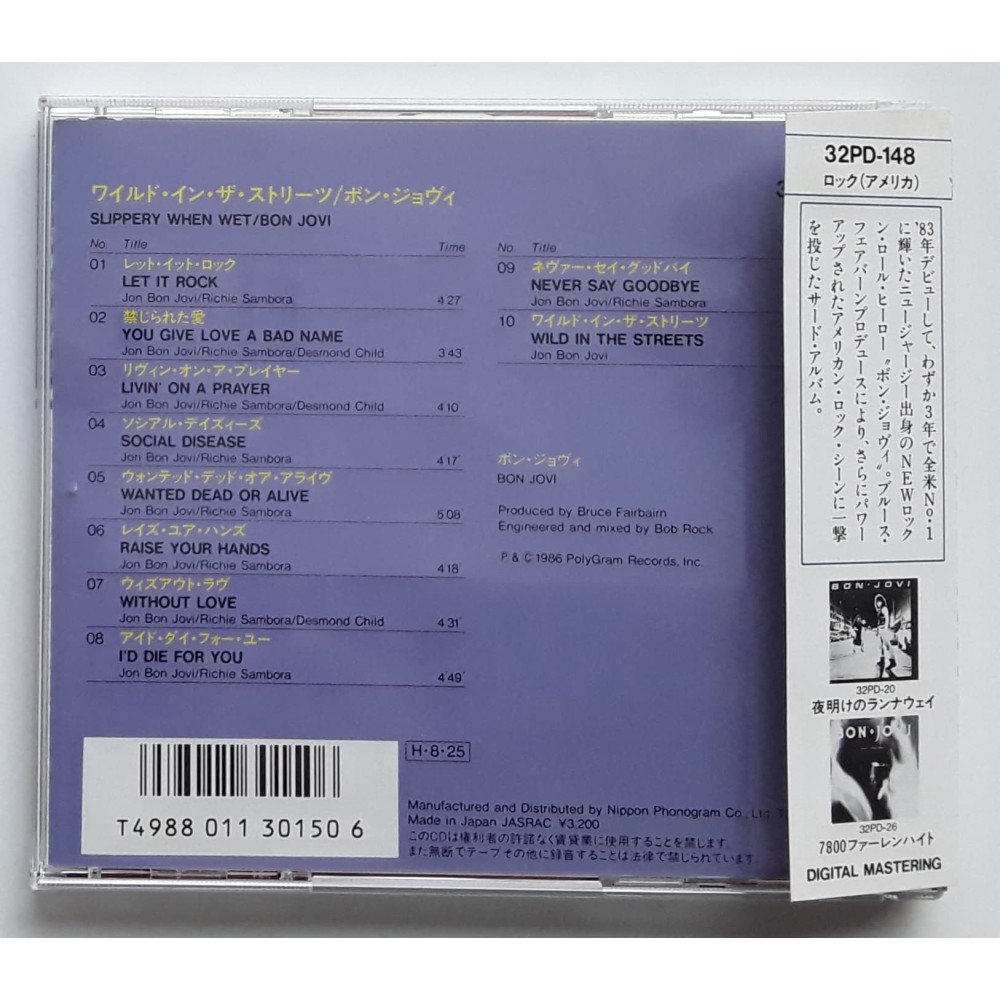 ワイルド・イン・ザ・ストリーツ/ボン・ジョヴィ
SLIPPERY WHEN WET/BON JOVI
No. Title Time
01 レット・イット・ロック
LET IT ROCK
Jon Bon Jovi/Richie Sambora 4'27"
02 禁じられた愛
YOU GIVE LOVE A BAD NAME
Jon Bon Jovi/Richie Sambora/Desmond Child 3'43
03 リヴィン・オン・ア・プレイヤー
LIVIN' ON A PRAYER
Jon Bon Jovi/Richie Sambora/Desmond Child 4'10"
04 ソシアル・デイズィーズ
SOCIAL DISEASE
Jon Bon Jovi/Richie Sambora 4'17"
05 ウォンテッド・デッド・オア・アライヴ
WANTED DEAD OR ALIVE
Jon Bon Jovi/Richie Sambora 5'08
06 レイズ・ユア・ハンズ
RAISE YOUR HANDS
Jon Bon Jovi/Richie Sambora 4'18"
07 ウィズアウト・ラヴ
WITHOUT LOVE
Jon Bon Jovi/Richie Sambora/Desmond Child 4'31"
08 アイド・ダイ・フォー・ユー
I'D DIE FOR YOU
Jon Bon Jovi/Richie Sambora 4'49"
No. Title
09 ネヴァー・セイ・グッドバイ
NEVER SAY GOODBYE
Jon Bon Jovi/Richie Sambora
10 ワイルド・イン・ザ・ストリーツ
WILD IN THE STREETS
Jon Bon Jovi
ボン・ジョヴィ
BON JOVI
Produced by Bruce Fairbairn
Engineered and mixed by Bob Rock
℗ & © 1986 PolyGram Records, Inc.
T4988 011 30150 6
H・8・25
Manufactured and Distributed by Nippon Phonogram Co., Ltd.
Made in Japan JASRAC ¥3,200
このCDは権利者の許諾なく賃貸業に使用することを禁じます。
また無断でテープその他に録音することは法律で禁じられています。
32PD-148
ロック(アメリカ)
'83年デビューして、わずか3年で全米No.1
に輝いたニュージャージー出身のNEWロック
ン・ロール・ヒーロー“ボン・ジョヴィ”。ブルース・
フェアバーンプロデュースにより、さらにパワー
アップされたアメリカン・ロック・シーンに一撃
を投じたサード・アルバム。
BON・JOVI
32PD-20
夜明けのランナウェイ
BON・JOVI
32PD-26
7800ファーレンハイト
DIGITAL MASTERING